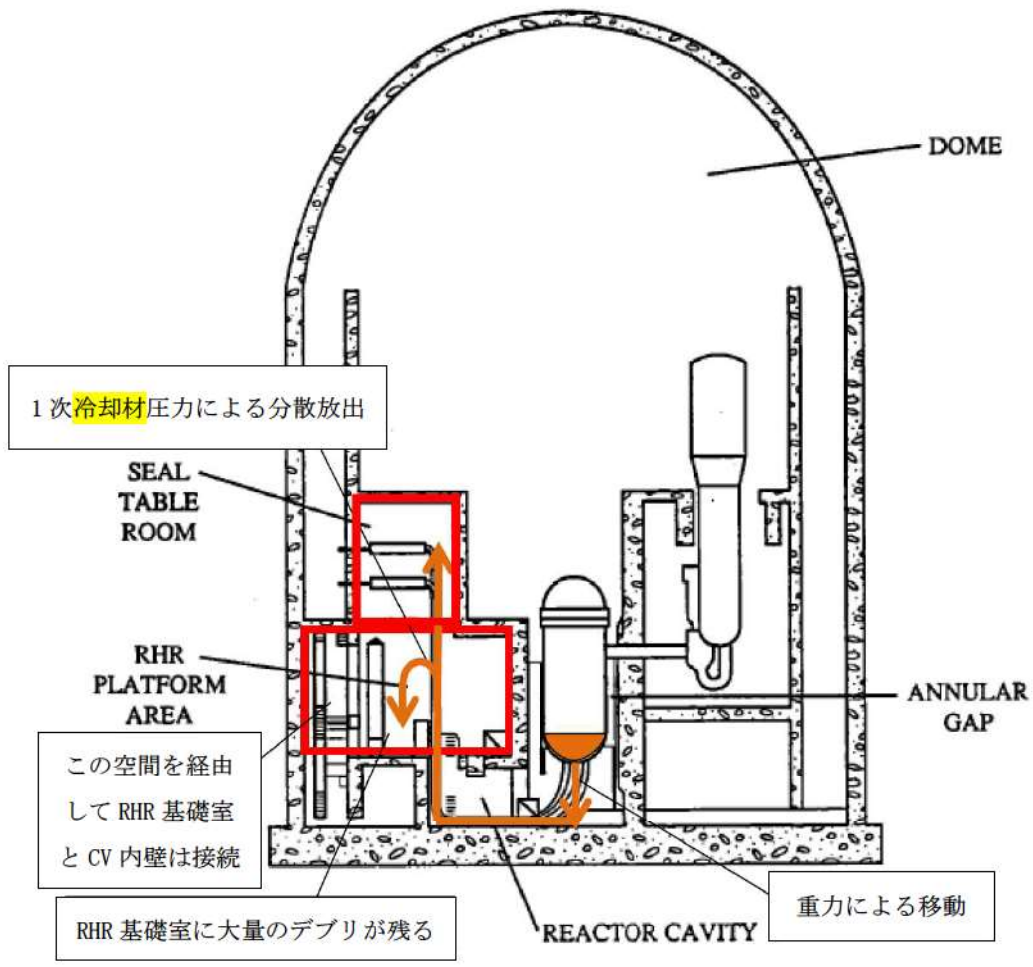 DOME
1次冷却材圧力による分散放出
SEAL
TABLE
ROOM
RHR
PLATFORM
AREA
ANNULAR
GAP
この空間を経由
して RHR 基礎室
と CV 内壁は接続
重力による移動
RHR 基礎室に大量のデブリが残る
REACTOR CAVITY